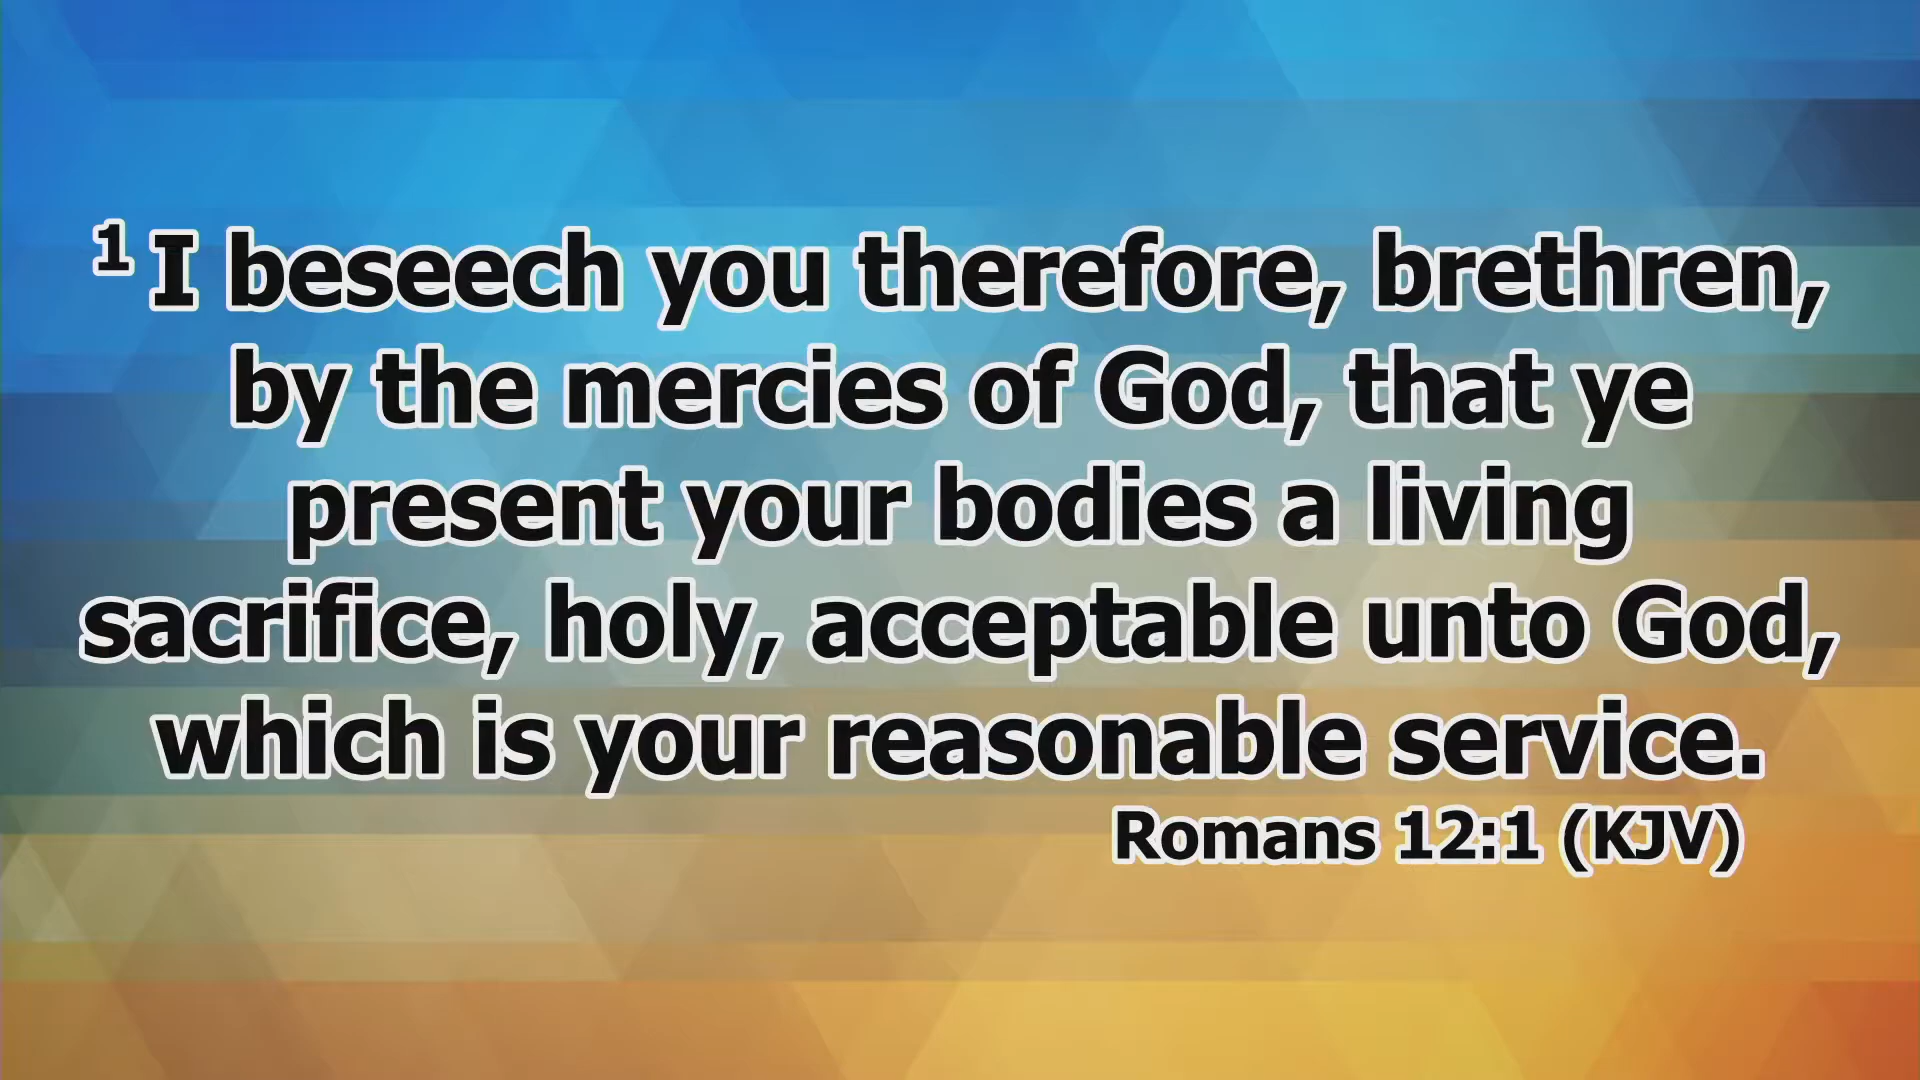 1 I beseech you therefore, brethren,
by the mercies of God, that ye
present your bodies a living
sacrifice, holy, acceptable unto God,
which is your reasonable service.
Romans 12:1 (KJV)